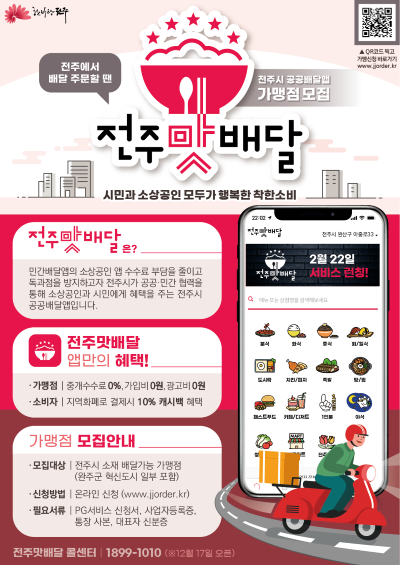 한바탕 전주
▲ QR코드 찍고
가맹신청 바로가기
www.jjorder.kr
전주에서
배달 주문할 땐
전주시 공공배달앱
가맹점 모집
전주맛배달
시민과 소상공인 모두가 행복한 착한소비
전주맛배달은?
민간배달앱의 소상공인 앱 수수료 부담을 줄이고
독과점을 방지하고자 전주시가 공공·민간 협력을
통해 소상공인과 시민에게 혜택을 주는 전주시
공공배달앱입니다.
전주맛배달
앱만의 혜택!
·가맹점 | 중개수수료 0%, 가입비 0원, 광고비 0원
·소비자 | 지역화폐로 결제시 10% 캐시백 혜택
가맹점 모집안내
·모집대상 | 전주시 소재 배달가능 가맹점
(완주군 혁신도시 일부 포함)
·신청방법 | 온라인 신청 (www.jjorder.kr)
·필요서류 | PG서비스 신청서, 사업자등록증,
통장 사본, 대표자 신분증
전주맛배달 콜센터 | 1899-1010 (※12월 17일 오픈)
22:02
전주맛배달
전주시 완산구 아중로33
전주맛배달
2월 22일
서비스 런칭!
분식 한식 중식 회/일식
도시락 치킨/피자 족발 탕/찜
패스트푸드 카페/디저트 1인분 야식